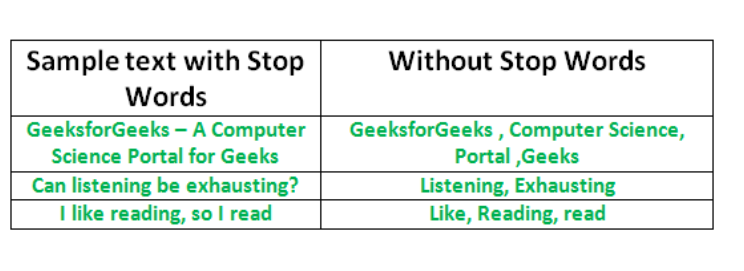 Sample text with Stop
Words
Without Stop Words
GeeksforGeeks – A Computer
Science Portal for Geeks
GeeksforGeeks , Computer Science,
Portal ,Geeks
Can listening be exhausting?
Listening, Exhausting
I like reading, so I read
Like, Reading, read